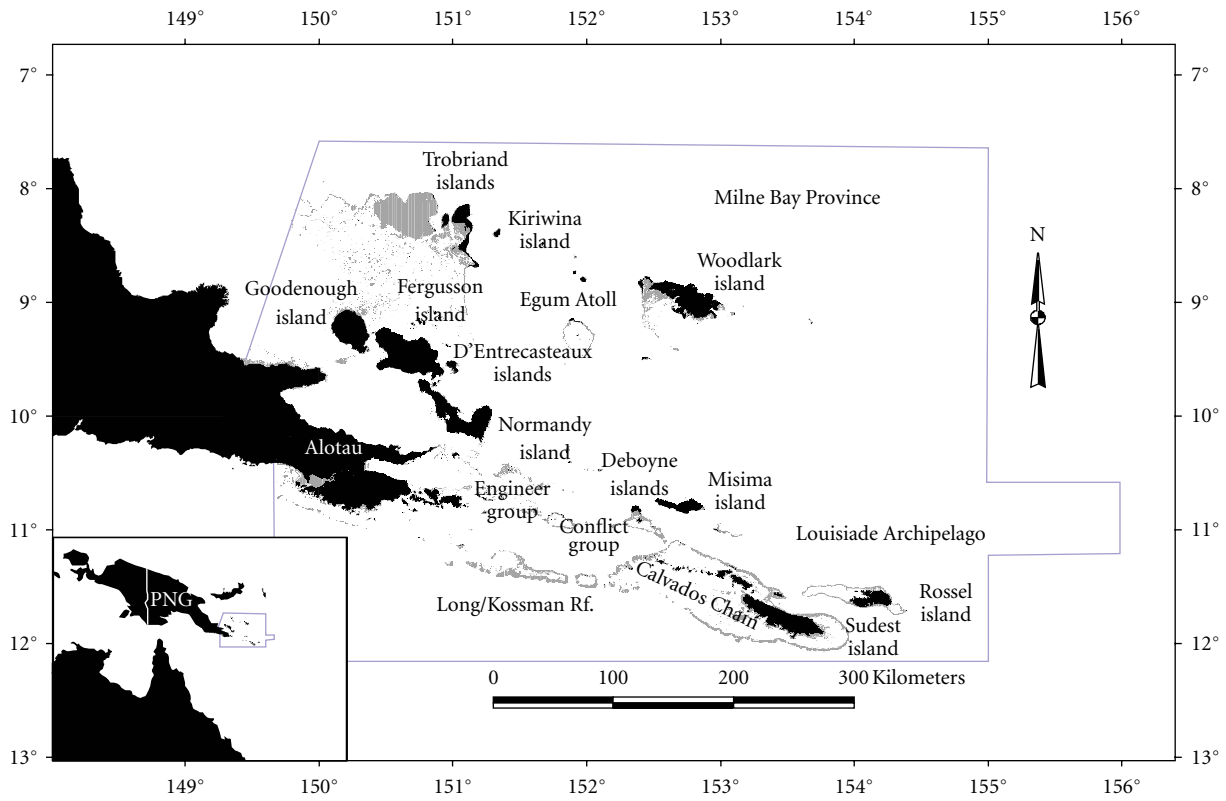 149° 150° 151° 152° 153° 154° 155° 156°
7° 7°
Trobriand
islands
8° 8°
Milne Bay Province
Kiriwina
island
N
Woodlark
island
Goodenough
island
Fergusson
island
Egum Atoll
9° 9°
D'Entrecasteaux
islands
10° 10°
Normandy
island
Alotau
Deboyne
islands
Misima
island
Engineer
group
Conflict
group
11° 11°
Louisiade Archipelago
Calvados Chain
PNG
Long/Kossman Rf.
Rossel
island
Sudest
island
12° 12°
0 100 200 300 Kilometers
13° 13°
149° 150° 151° 152° 153° 154° 155° 156°